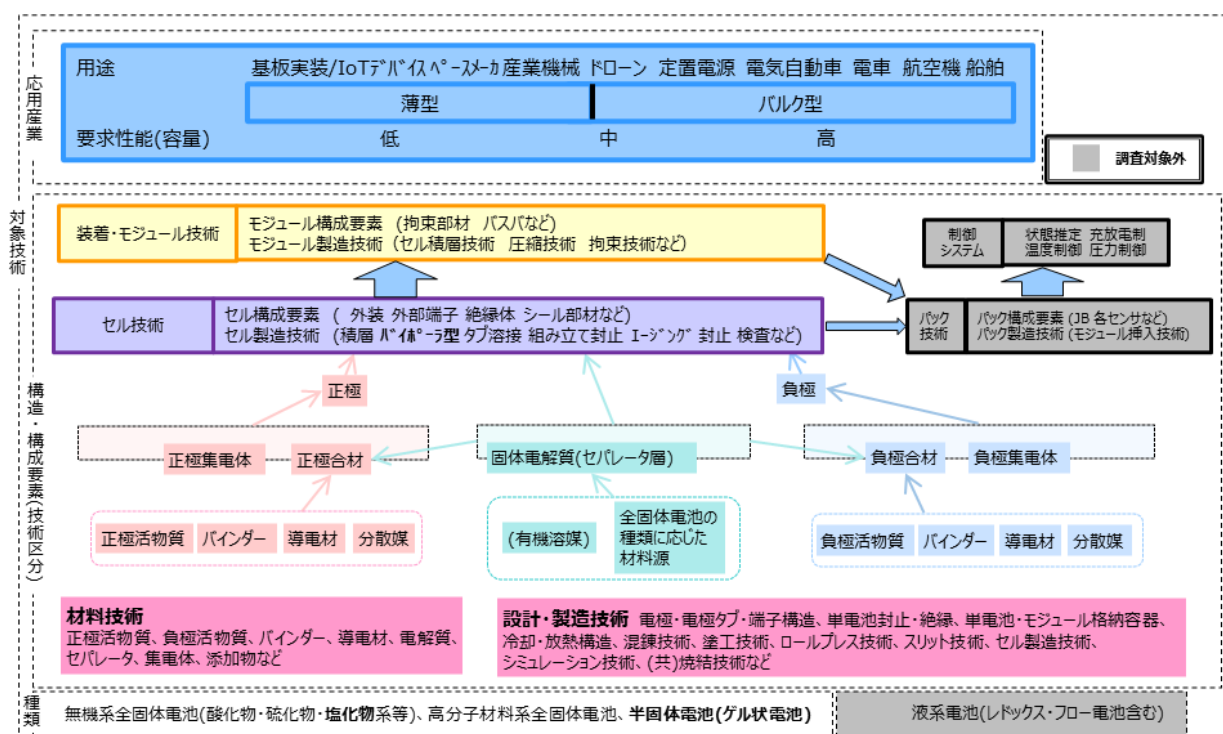 応用産業
用途
基板実装/IoTデバイス ペースメーカ 産業機械 ドローン 定置電源 電気自動車 電車 航空機 船舶
薄型
バルク型
要求性能(容量)
低
中
高
調査対象外
対象技術
構造・構成要素(技術区分)
装着・モジュール技術
モジュール構成要素 (拘束部材 バスバなど)
モジュール製造技術 (セル積層技術 圧縮技術 拘束技術など)
制御
システム
状態推定 充放電制
温度制御 圧力制御
セル技術
セル構成要素 ( 外装 外部端子 絶縁体 シール部材など)
セル製造技術 (積層 バイポーラ型 タブ溶接 組み立て封止 エージング 封止 検査など)
パック
技術
パック構成要素 (JB 各センサなど)
パック製造技術 (モジュール挿入技術)
正極
負極
正極集電体
正極合材
固体電解質(セパレータ層)
負極合材
負極集電体
正極活物質
バインダー
導電材
分散媒
(有機溶媒)
全固体電池の
種類に応じた
材料源
負極活物質
バインダー
導電材
分散媒
材料技術
正極活物質、負極活物質、バインダー、導電材、電解質、
セパレータ、集電体、添加物など
設計・製造技術 電極・電極タブ・端子構造、単電池封止・絶縁、単電池・モジュール格納容器、
冷却・放熱構造、混錬技術、塗工技術、ロールプレス技術、スリット技術、セル製造技術、
シミュレーション技術、(共)焼結技術など
種類
無機系全固体電池(酸化物・硫化物・塩化物系等)、高分子材料系全固体電池、半固体電池(ゲル状電池)
液系電池(レドックス・フロー電池含む)